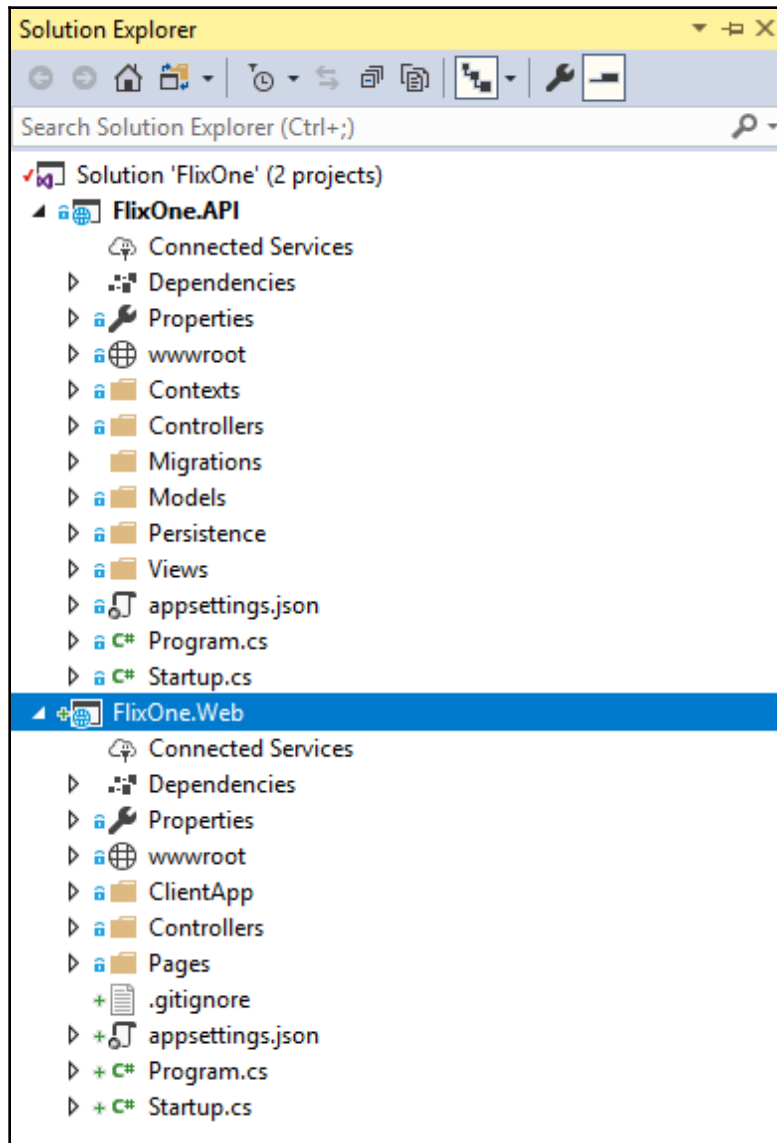 Solution Explorer
Search Solution Explorer (Ctrl+;)
Solution 'FlixOne' (2 projects)
FlixOne.API
Connected Services
Dependencies
Properties
wwwroot
Contexts
Controllers
Migrations
Models
Persistence
Views
appsettings.json
C# Program.cs
C# Startup.cs
FlixOne.Web
Connected Services
Dependencies
Properties
wwwroot
ClientApp
Controllers
Pages
.gitignore
appsettings.json
C# Program.cs
C# Startup.cs